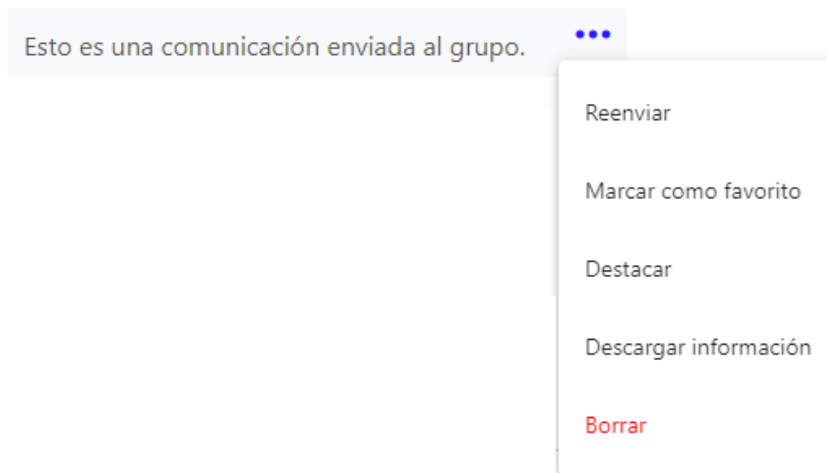 Esto es una comunicación enviada al grupo.
Reenviar
Marcar como favorito
Destacar
Descargar información
Borrar